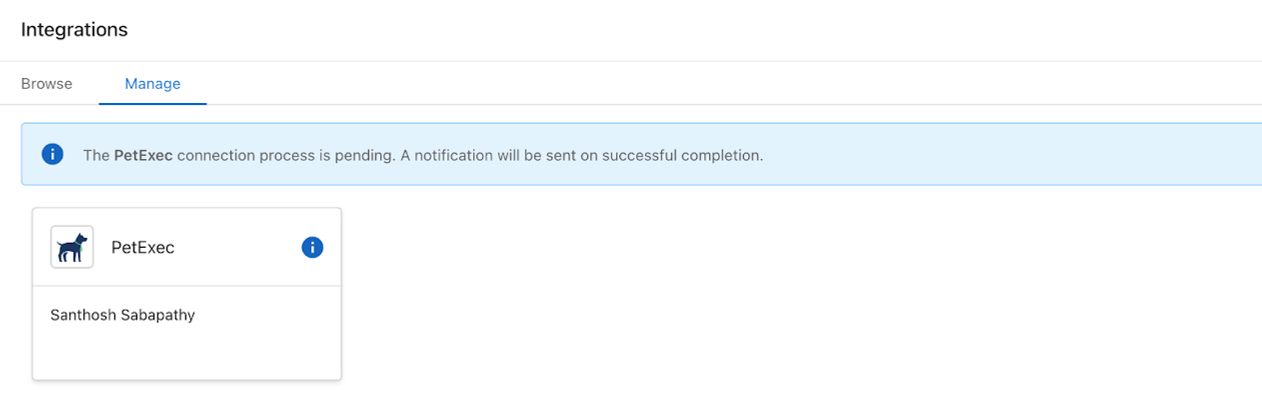 Integrations
Browse Manage
The PetExec connection process is pending. A notification will be sent on successful completion.
PetExec
Santhosh Sabapathy